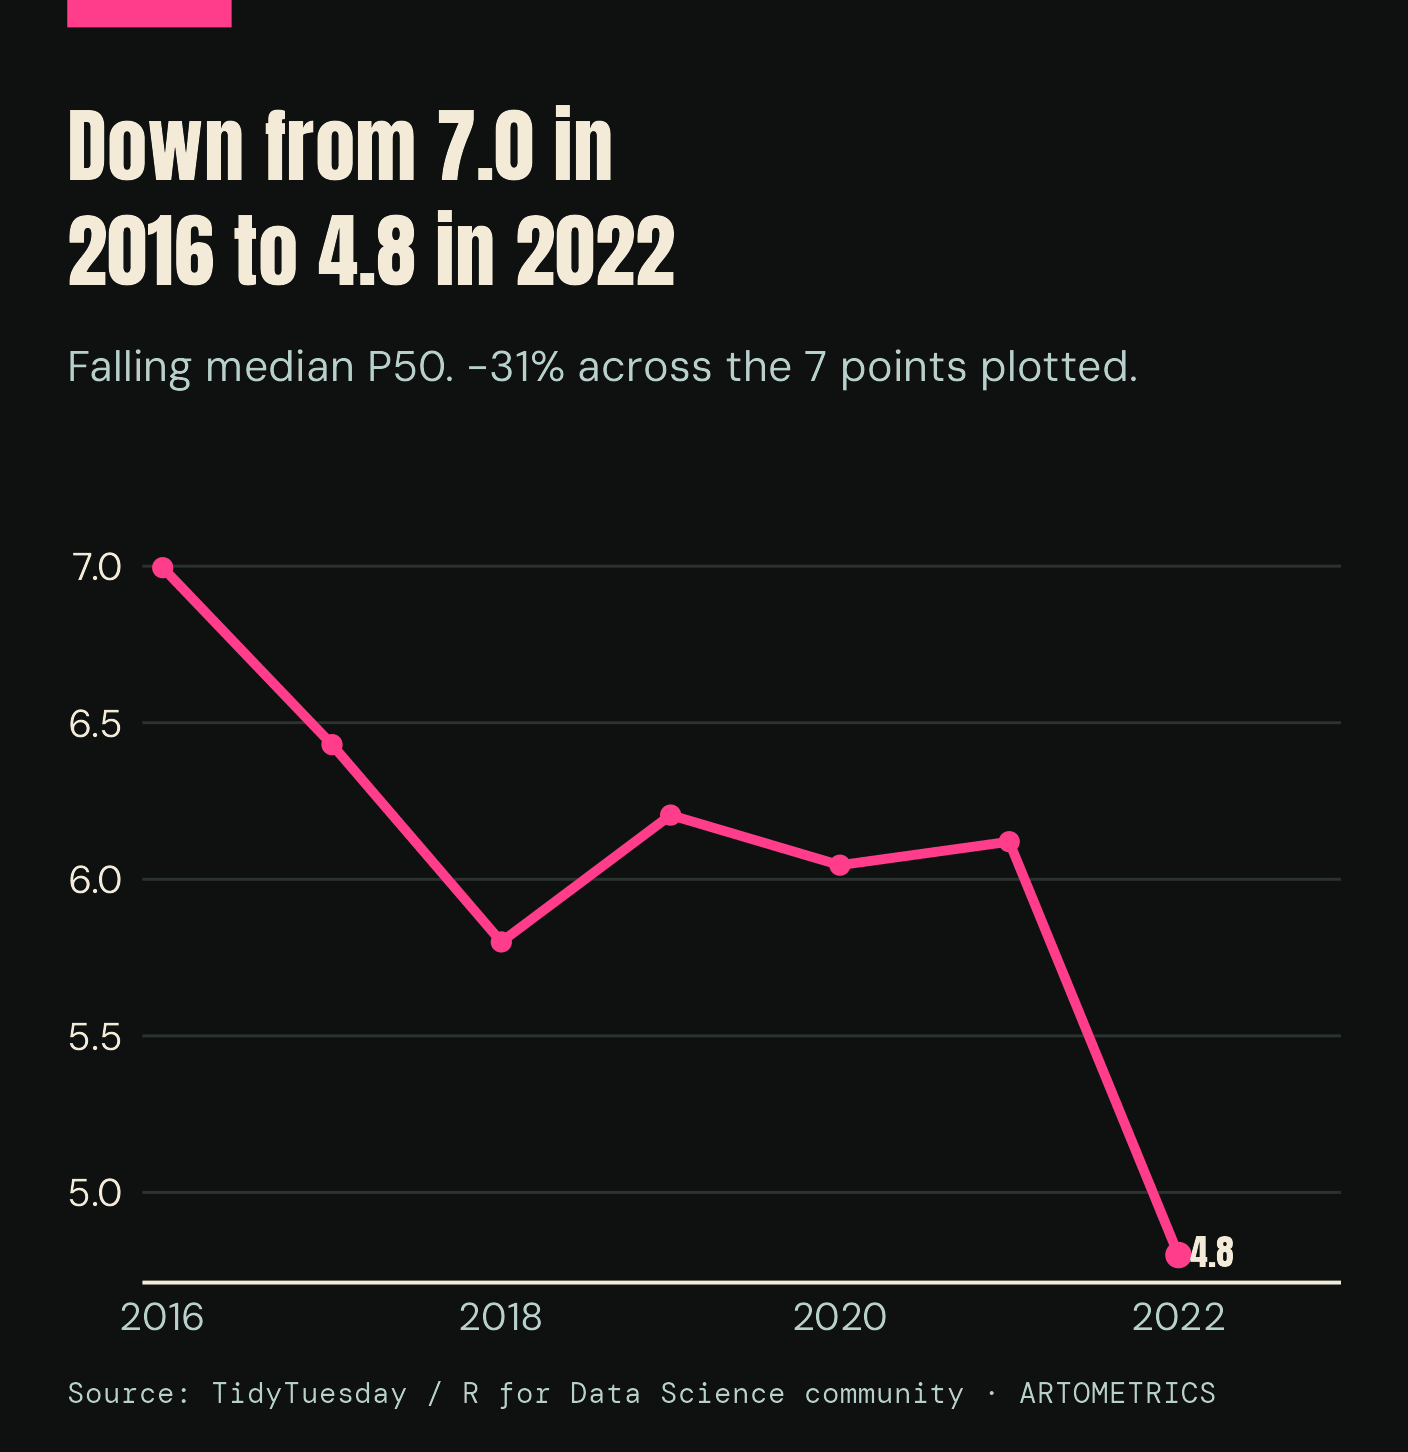 Down from 7.0 in
2016 to 4.8 in 2022
Falling median P50. −31% across the 7 points plotted.
7.0
6.5
6.0
5.5
5.0
4.8
2016 2018 2020 2022
Source: TidyTuesday / R for Data Science community · ARTOMETRICS